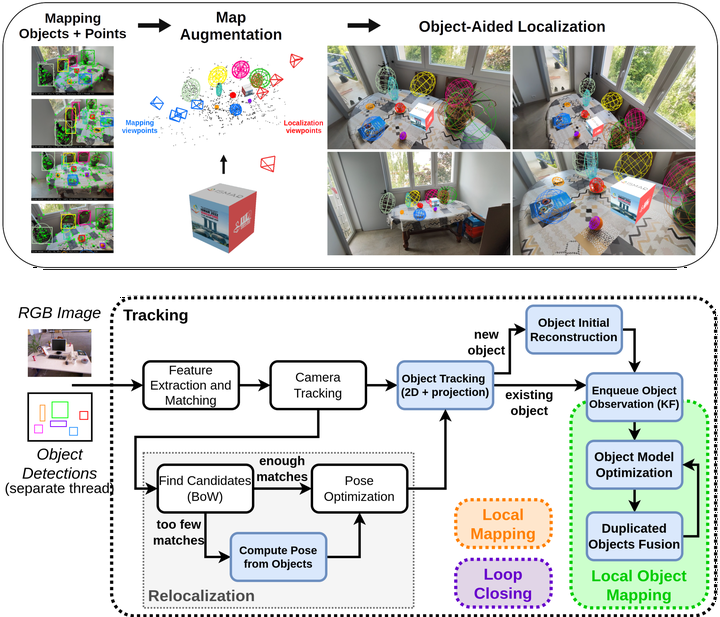 Mapping
Objects + Points
Map
Augmentation
Object-Aided Localization
Mapping
viewpoints
Localization
viewpoints
RGB Image
Tracking
Object Initial
Reconstruction
new
object
Feature
Extraction and
Matching
Camera
Tracking
Object Tracking
(2D + projection)
existing
object
Enqueue Object
Observation (KF)
Object
Detections
(separate thread)
Find Candidates
(BoW)
enough
matches
Pose
Optimization
too few
matches
Compute Pose
from Objects
Relocalization
Object Model
Optimization
Duplicated
Objects Fusion
Local
Mapping
Loop
Closing
Local Object
Mapping